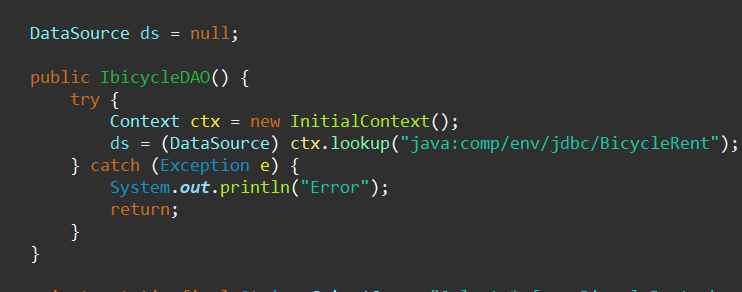 DataSource ds = null;
public IbicycleDAO() {
try {
Context ctx = new InitialContext();
ds = (DataSource) ctx.lookup("java:comp/env/jdbc/BicycleRent");
} catch (Exception e) {
System.out.println("Error");
return;
}
}